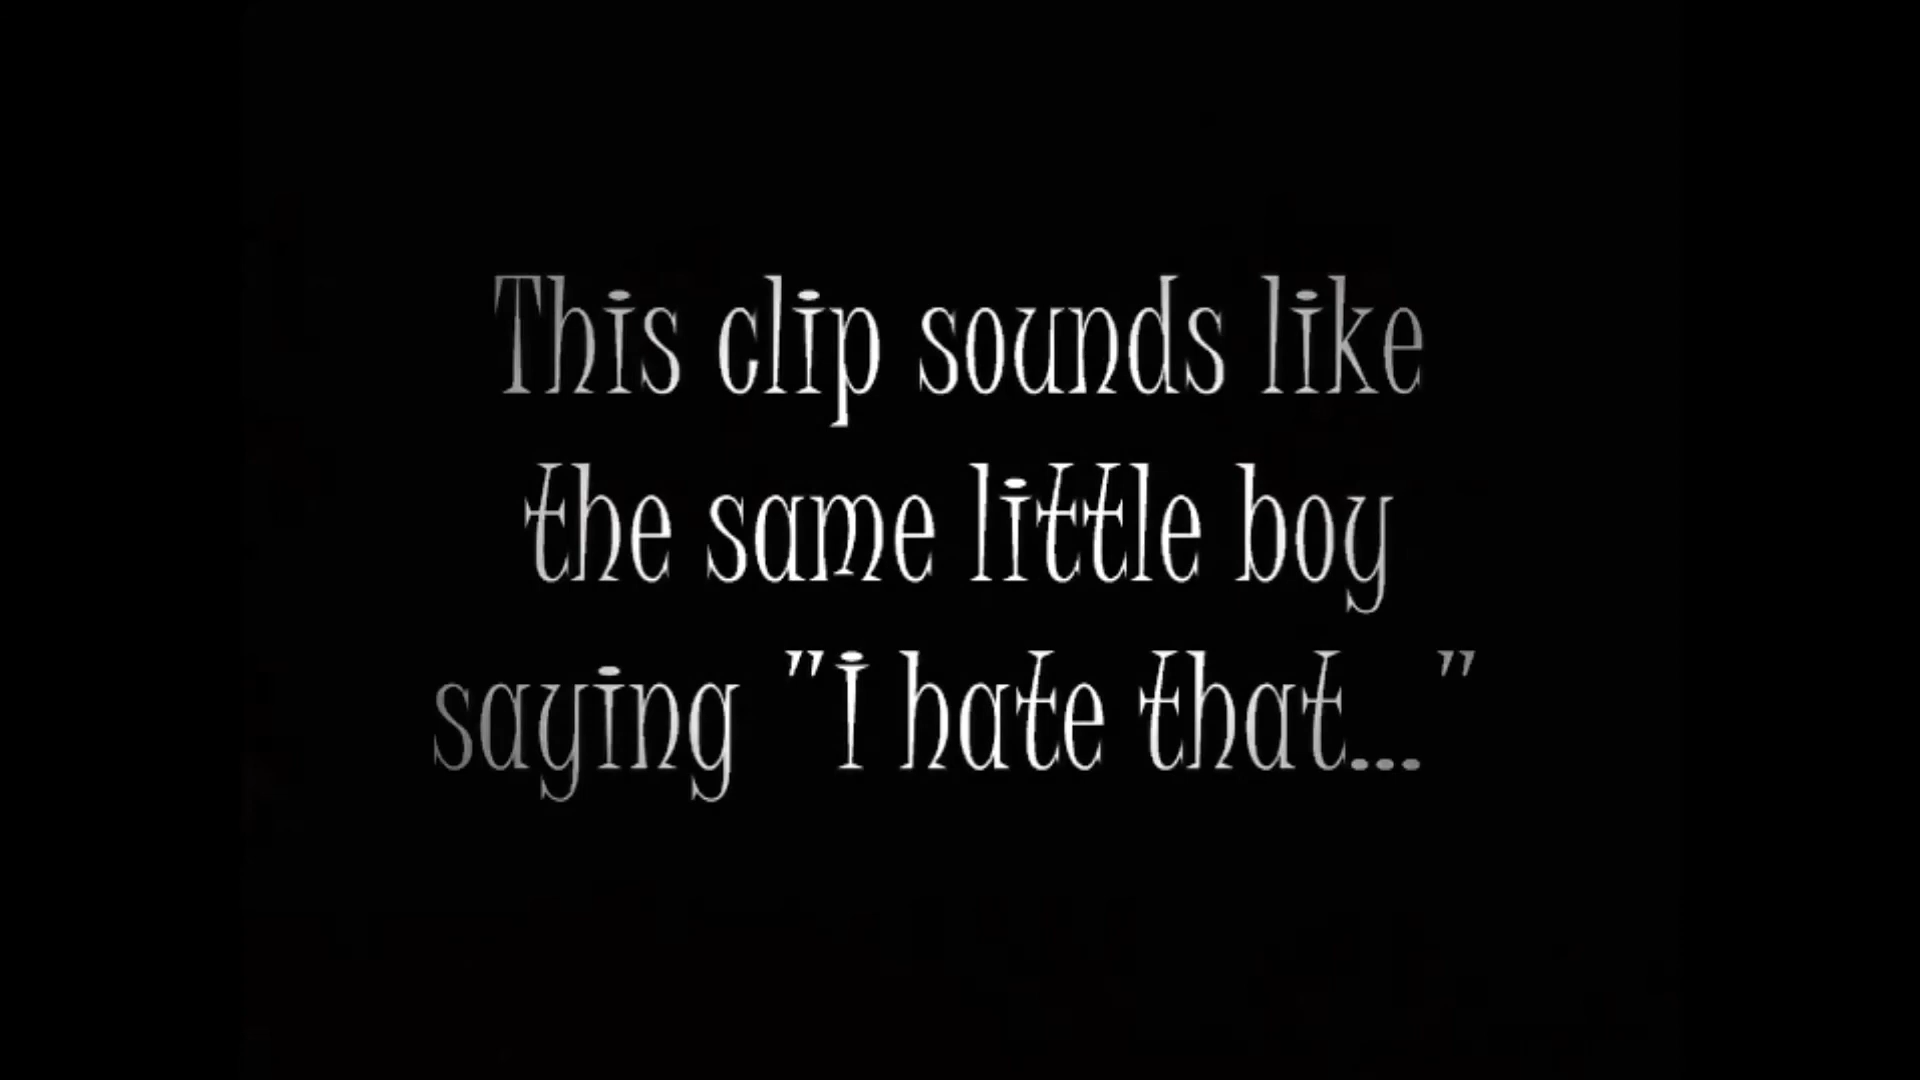 This clip sounds like
the same little boy
saying "I hate that..."